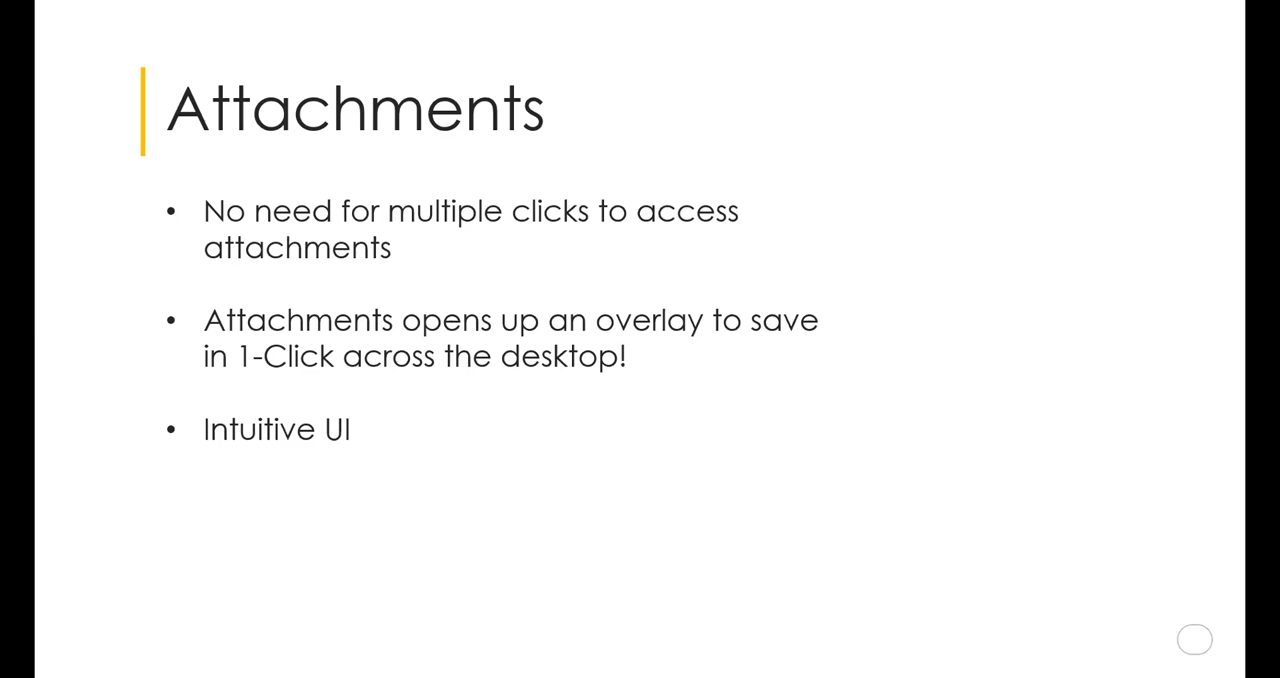 Attachments
• No need for multiple clicks to access
attachments
• Attachments opens up an overlay to save
in 1-Click across the desktop!
• Intuitive UI